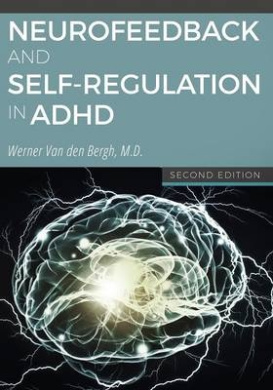 NEUROFEEDBACK
AND
SELF-REGULATION
IN ADHD
Werner Van den Bergh, M.D.
SECOND EDITION